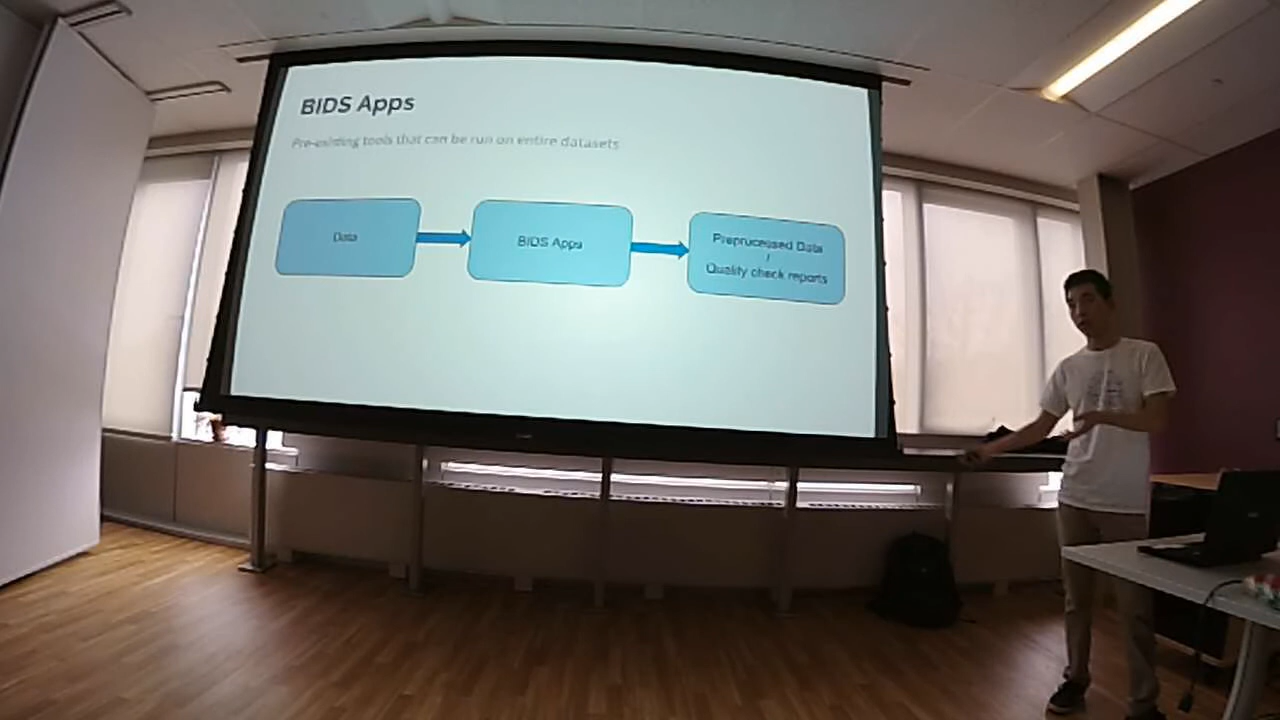 BIDS Apps
Pre-existing tools that can be run on entire datasets
Data
BIDS Apps
Preprocessed Data
/
Quality check reports